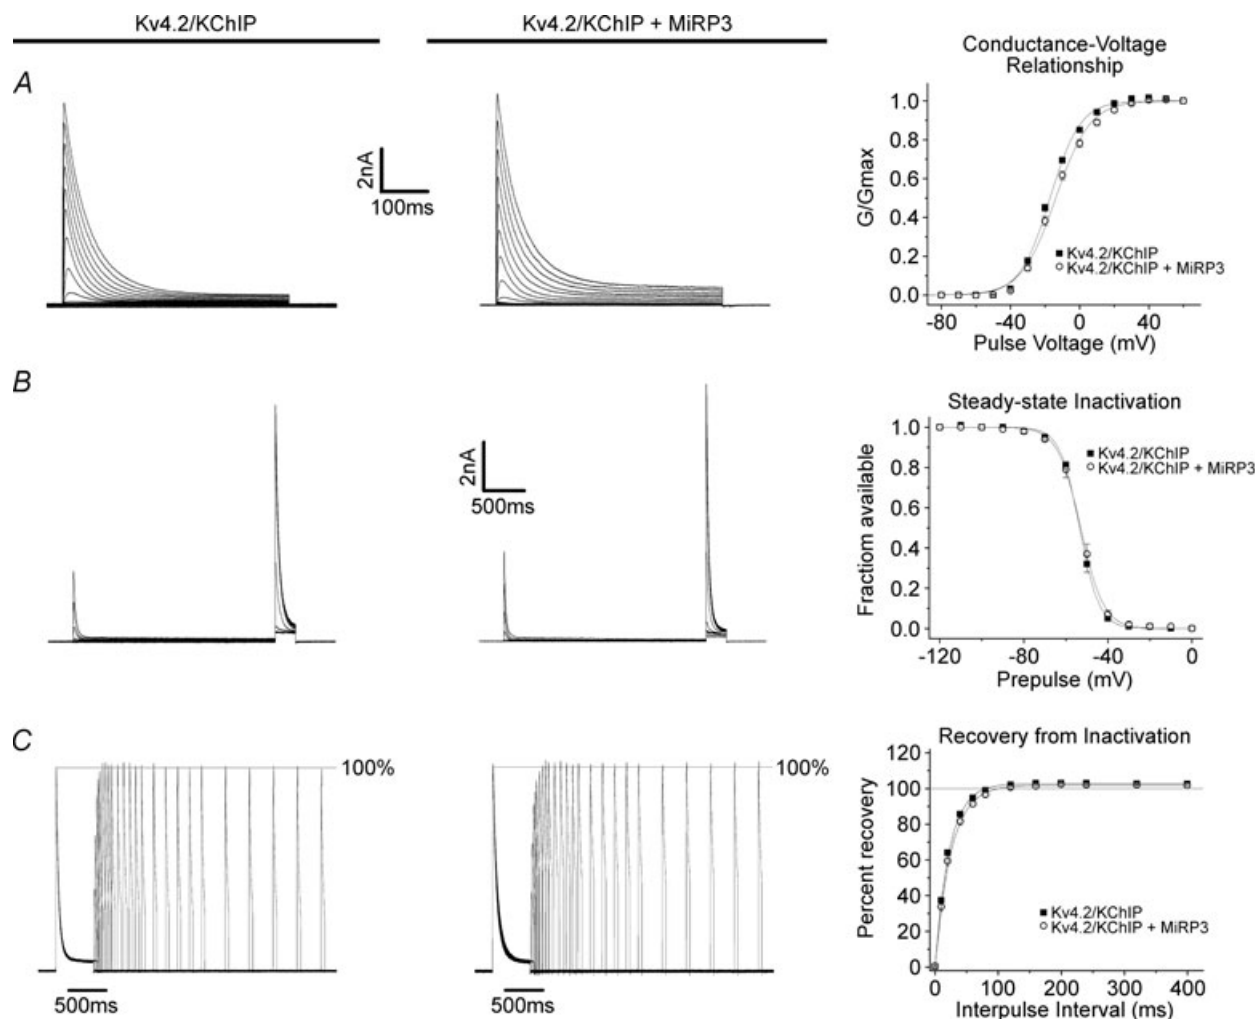 Kv4.2/KChIP
Kv4.2/KChIP + MiRP3
A
2nA
100ms
Conductance-Voltage
Relationship
1.0
0.8
0.6
0.4
0.2
0.0
G/Gmax
Kv4.2/KChIP
Kv4.2/KChIP + MiRP3
-80
-40
0
40
Pulse Voltage (mV)
B
2nA
500ms
Steady-state Inactivation
1.0
0.8
0.6
0.4
0.2
0.0
Fractiom available
Kv4.2/KChIP
Kv4.2/KChIP + MiRP3
-120
-80
-40
0
Prepulse (mV)
C
100%
500ms
100%
500ms
Recovery from Inactivation
120
100
80
60
40
20
0
Percent recovery
Kv4.2/KChIP
Kv4.2/KChIP + MiRP3
0
100
200
300
400
Interpulse Interval (ms)